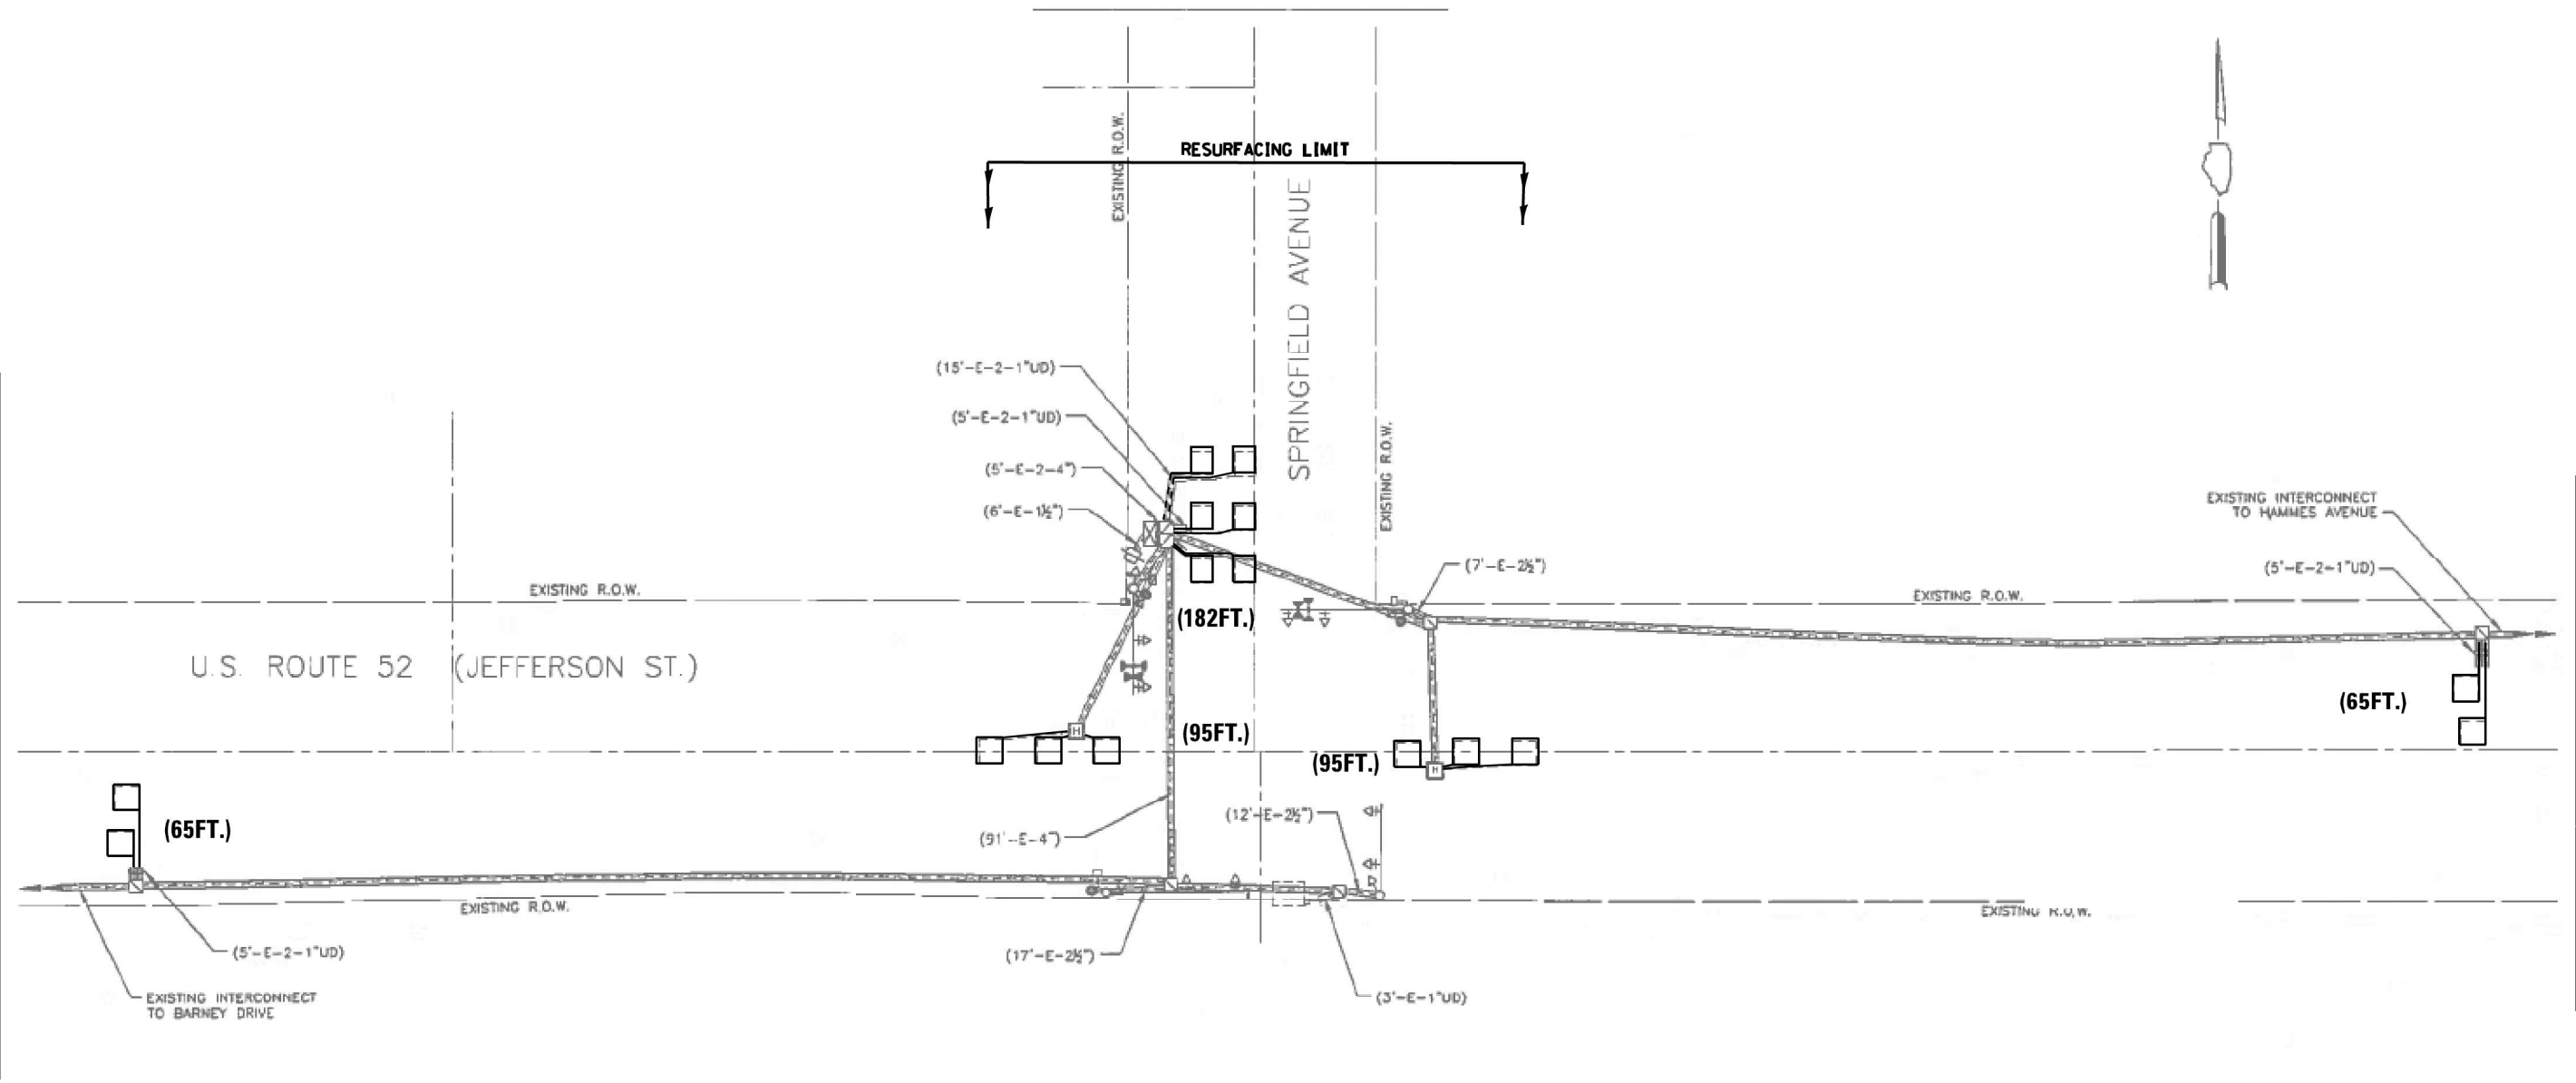 RESURFACING LIMIT
EXISTING R.O.W.
SPRINGFIELD AVENUE
(15'-E-2-1"UD)
(5'-E-2-1"UD)
(5'-E-2-4")
(6'-E-1½")
EXISTING R.O.W.
EXISTING INTERCONNECT
TO HAMMES AVENUE
(7'-E-2½")
(5'-E-2-1"UD)
EXISTING R.O.W.
EXISTING R.O.W.
(182FT.)
U.S. ROUTE 52 (JEFFERSON ST.)
(65FT.)
(95FT.)
(95FT.)
H
H
(65FT.)
(12'-E-2½")
(91'-E-4")
EXISTING R.O.W.
EXISTING R.O.W.
(5'-E-2-1"UD)
(17'-E-2½")
(3'-E-1"UD)
EXISTING INTERCONNECT
TO BARNEY DRIVE